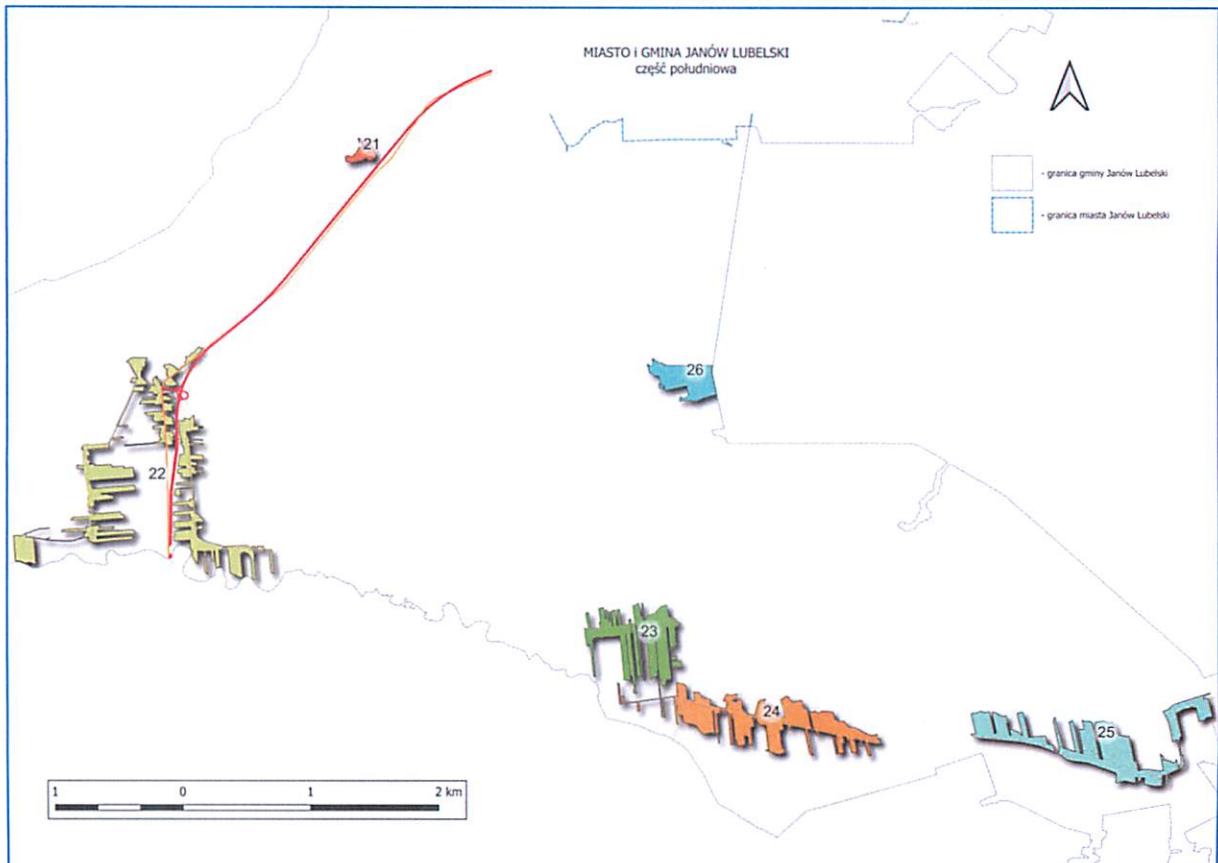 MIASTO i GMINA JANÓW LUBELSKI
część południowa
- granica gminy Janów Lubelski
- granica miasta Janów Lubelski
21
26
22
23
24
25
1 0 1 2 km